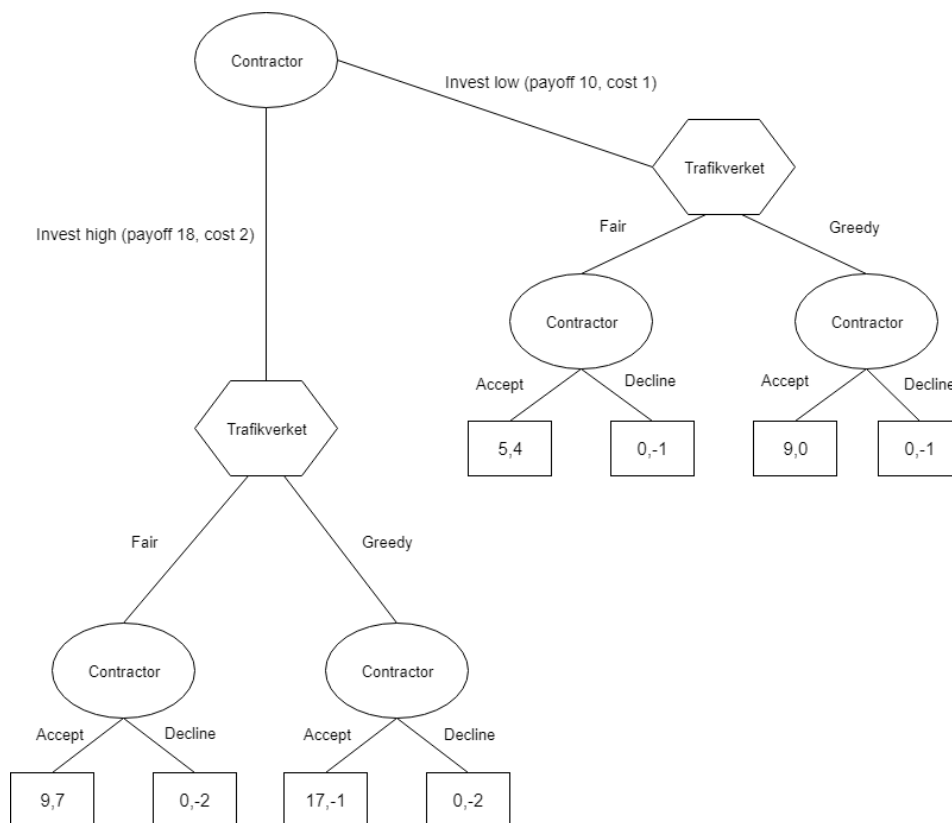 Contractor
Invest low (payoff 10, cost 1)
Trafikverket
Invest high (payoff 18, cost 2)
Fair
Greedy
Contractor
Contractor
Accept
Decline
Accept
Decline
5,4
0,-1
9,0
0,-1
Trafikverket
Fair
Greedy
Contractor
Contractor
Accept
Decline
Accept
Decline
9,7
0,-2
17,-1
0,-2